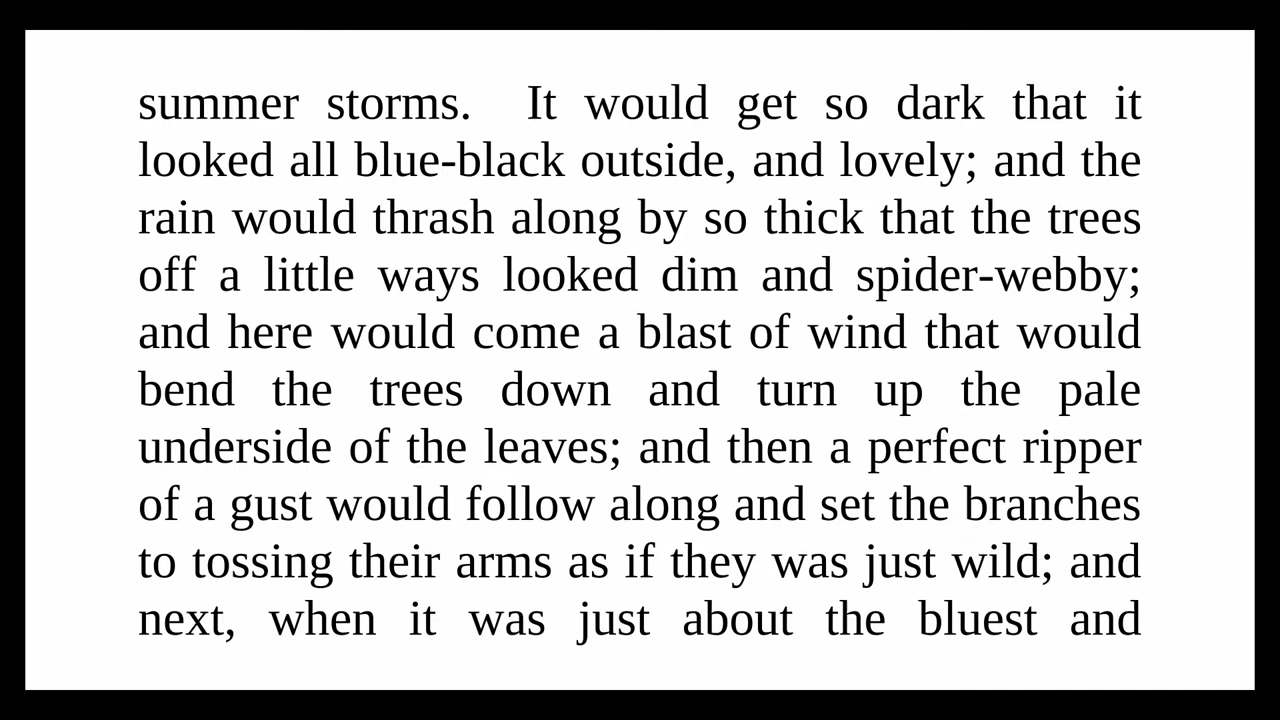 summer storms.  It would get so dark that it
looked all blue-black outside, and lovely; and the
rain would thrash along by so thick that the trees
off a little ways looked dim and spider-webby;
and here would come a blast of wind that would
bend the trees down and turn up the pale
underside of the leaves; and then a perfect ripper
of a gust would follow along and set the branches
to tossing their arms as if they was just wild; and
next, when it was just about the bluest and